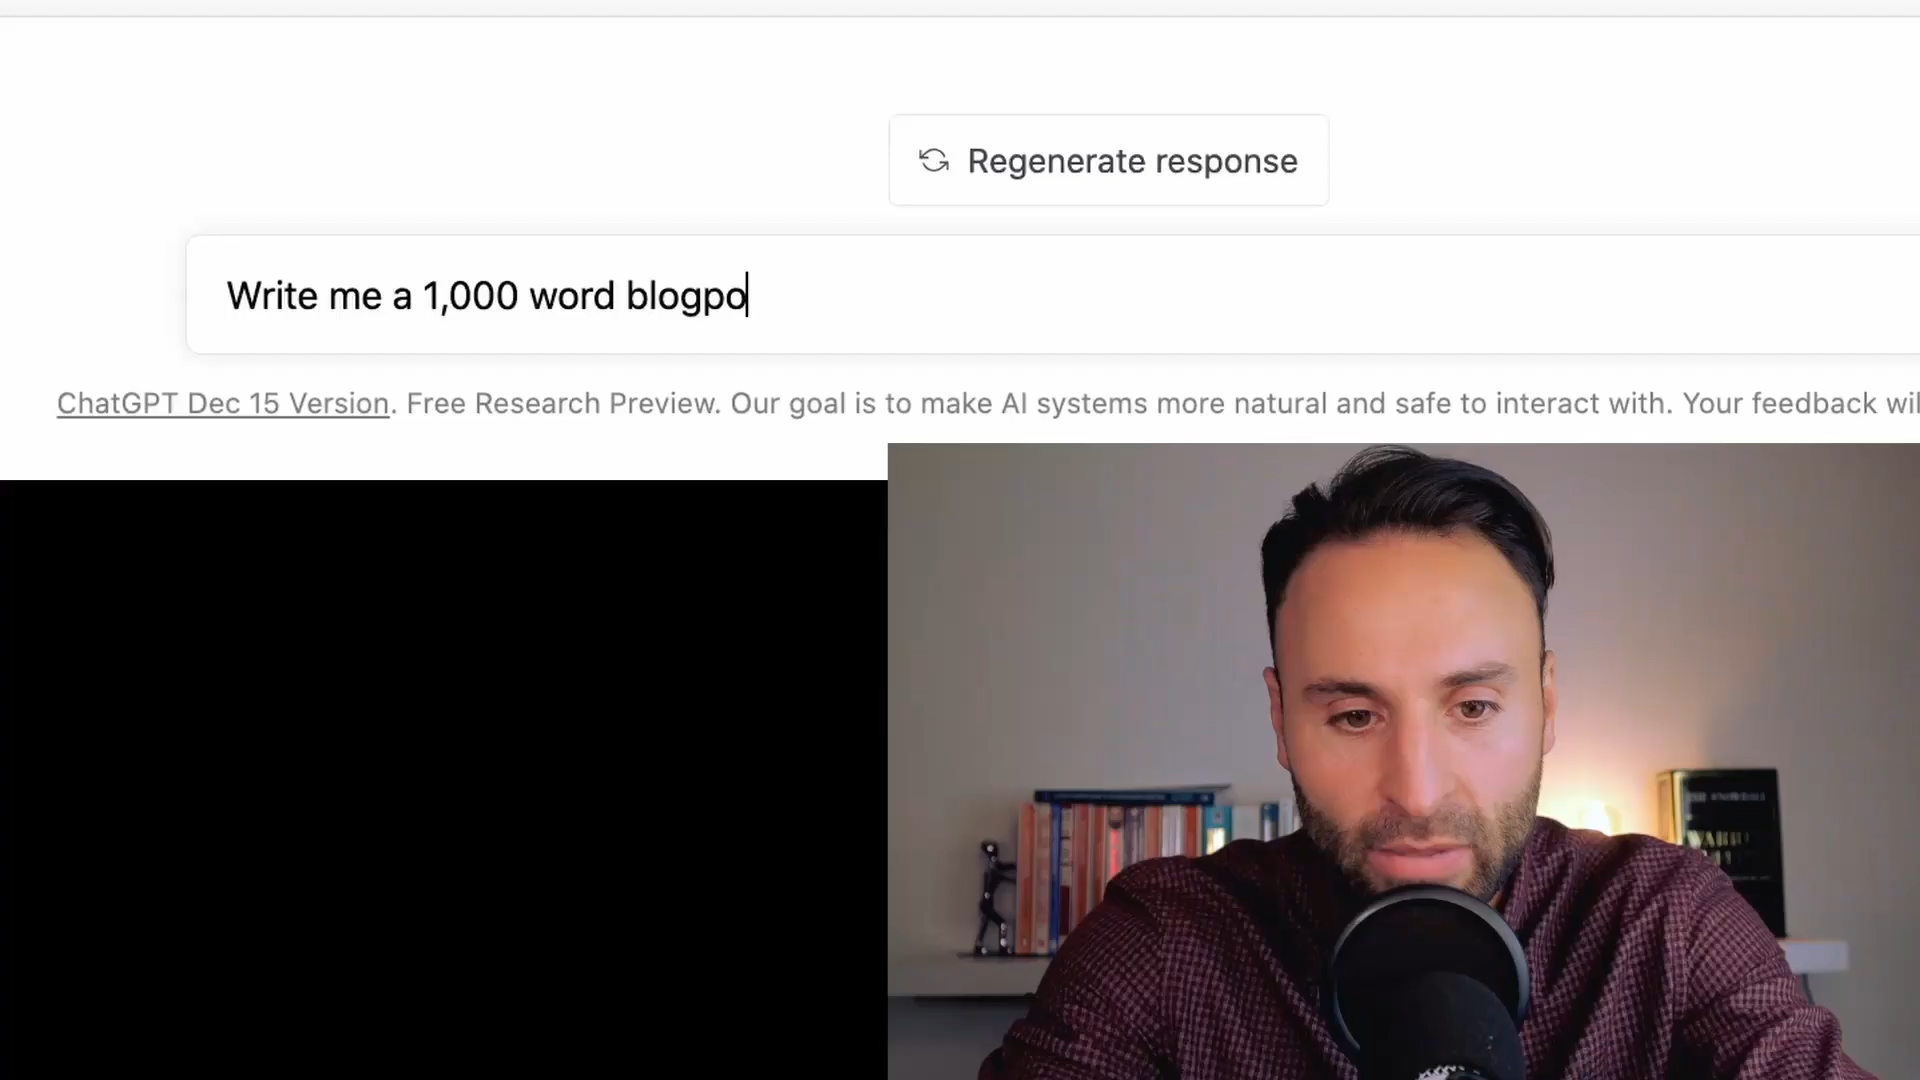 Regenerate response
Write me a 1,000 word blogpo
ChatGPT Dec 15 Version. Free Research Preview. Our goal is to make AI systems more natural and safe to interact with. Your feedback wil